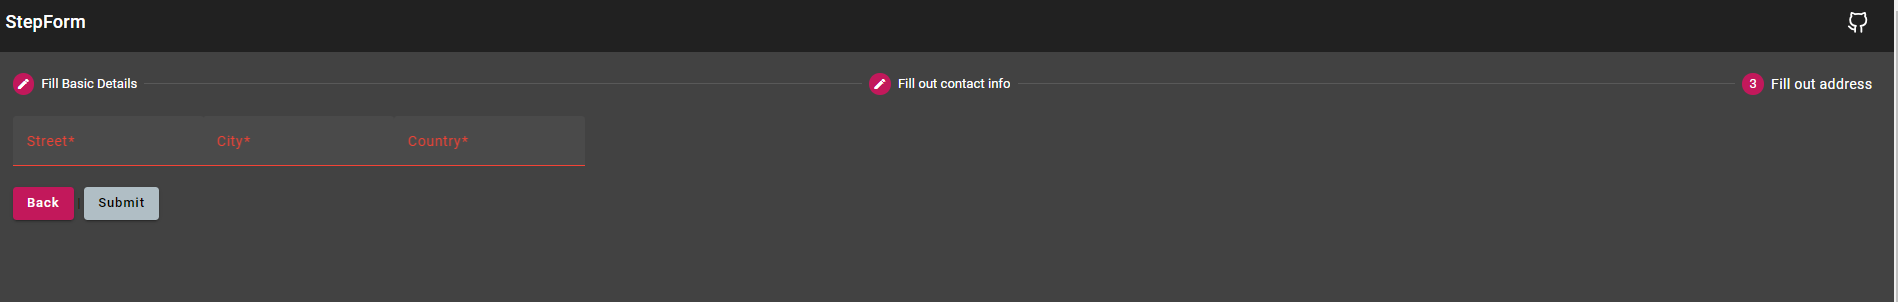 StepForm
Fill Basic Details Fill out contact info 3 Fill out address
Street* City* Country*
Back | Submit